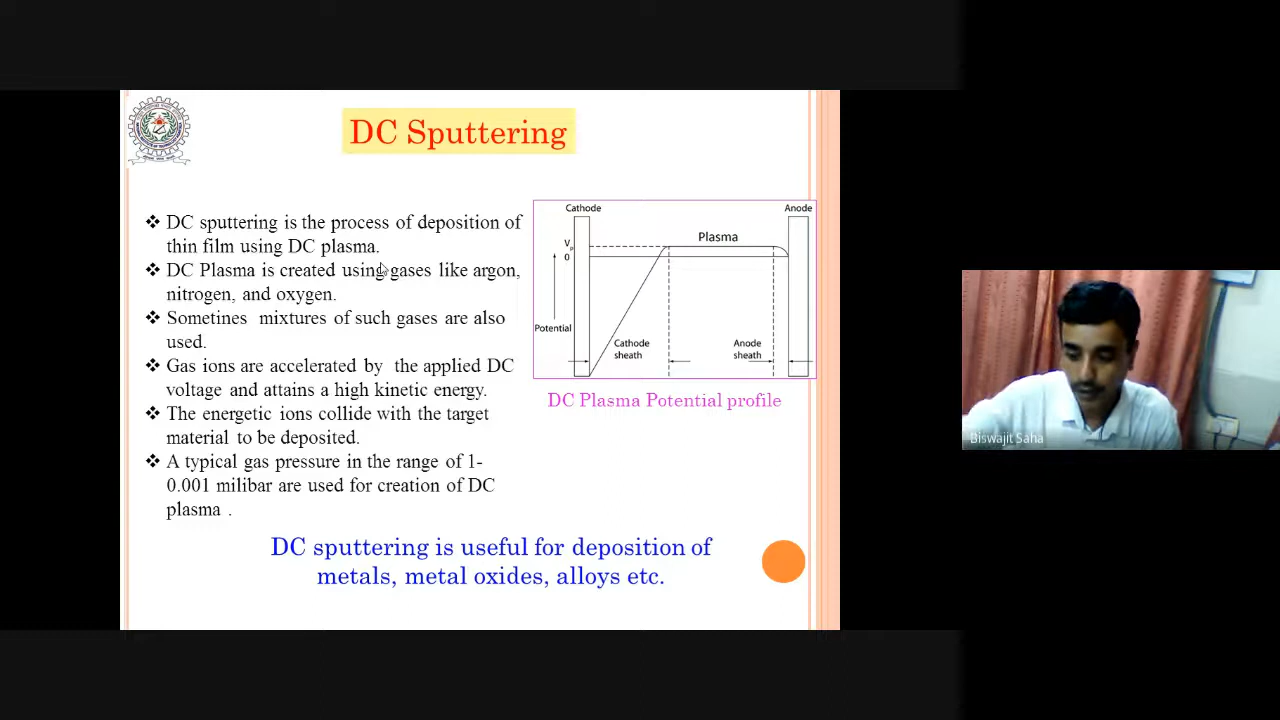 DC Sputtering
❖ DC sputtering is the process of deposition of
thin film using DC plasma.
❖ DC Plasma is created using gases like argon,
nitrogen, and oxygen.
❖ Sometines mixtures of such gases are also
used.
❖ Gas ions are accelerated by the applied DC
voltage and attains a high kinetic energy.
❖ The energetic ions collide with the target
material to be deposited.
❖ A typical gas pressure in the range of 1-
0.001 milibar are used for creation of DC
plasma .
Cathode
Anode
Plasma
Vp
0
Potential
Cathode
sheath
Anode
sheath
DC Plasma Potential profile
DC sputtering is useful for deposition of
metals, metal oxides, alloys etc.
Biswajit Saha